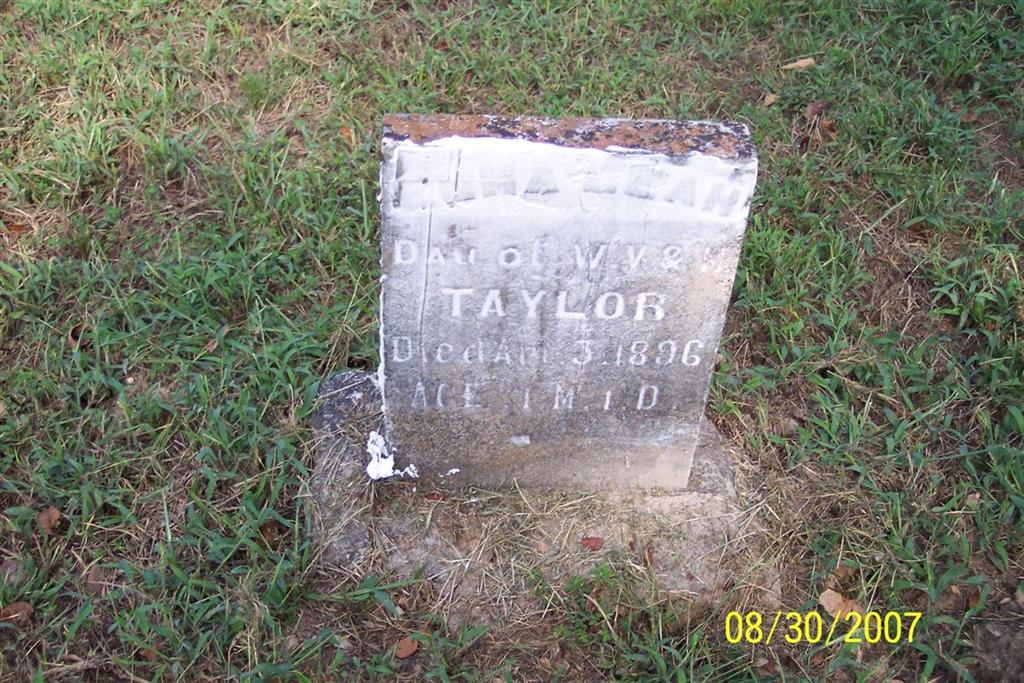 Dau of W.V & M
TAYLOR
Died Apr 3, 1896
AGE 1 M. 1 D
08/30/2007